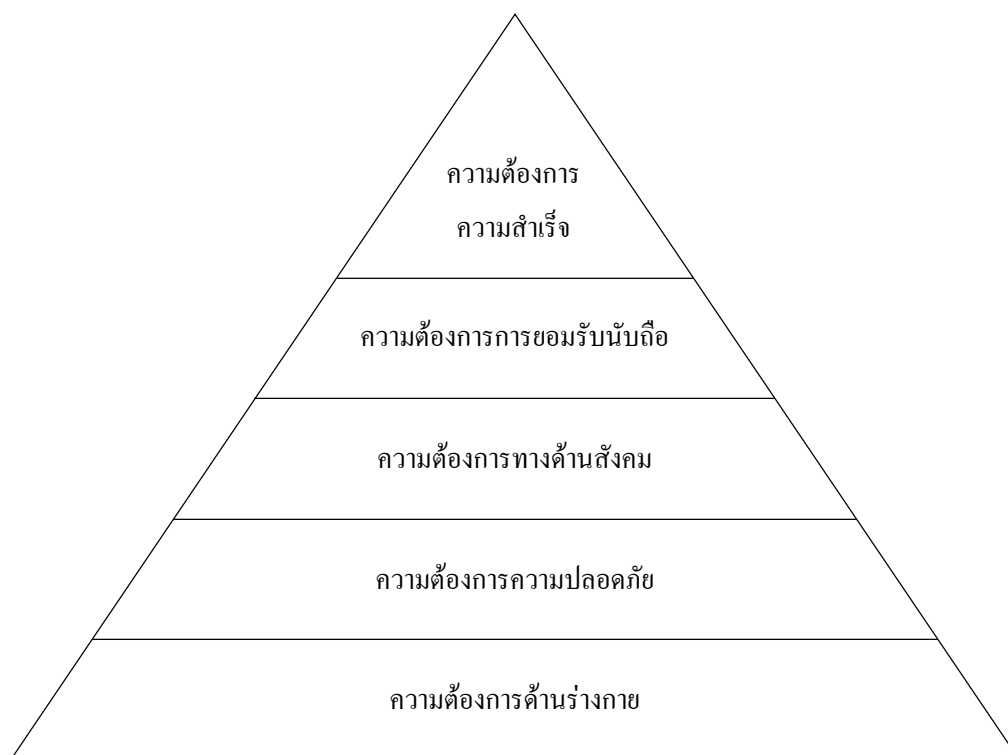 ความต้องการ
ความสำเร็จ
ความต้องการการยอมรับนับถือ
ความต้องการทางด้านสังคม
ความต้องการความปลอดภัย
ความต้องการด้านร่างกาย